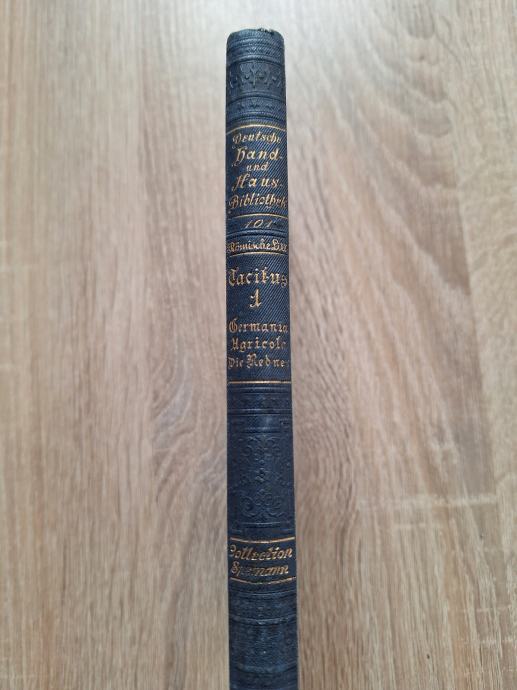 Deutsche
Hand-
und
Haus-
Bibliothek
101
Römische Lit.
Tacitus
1
Germania
Agricola
Die Redner
Collection
Spemann